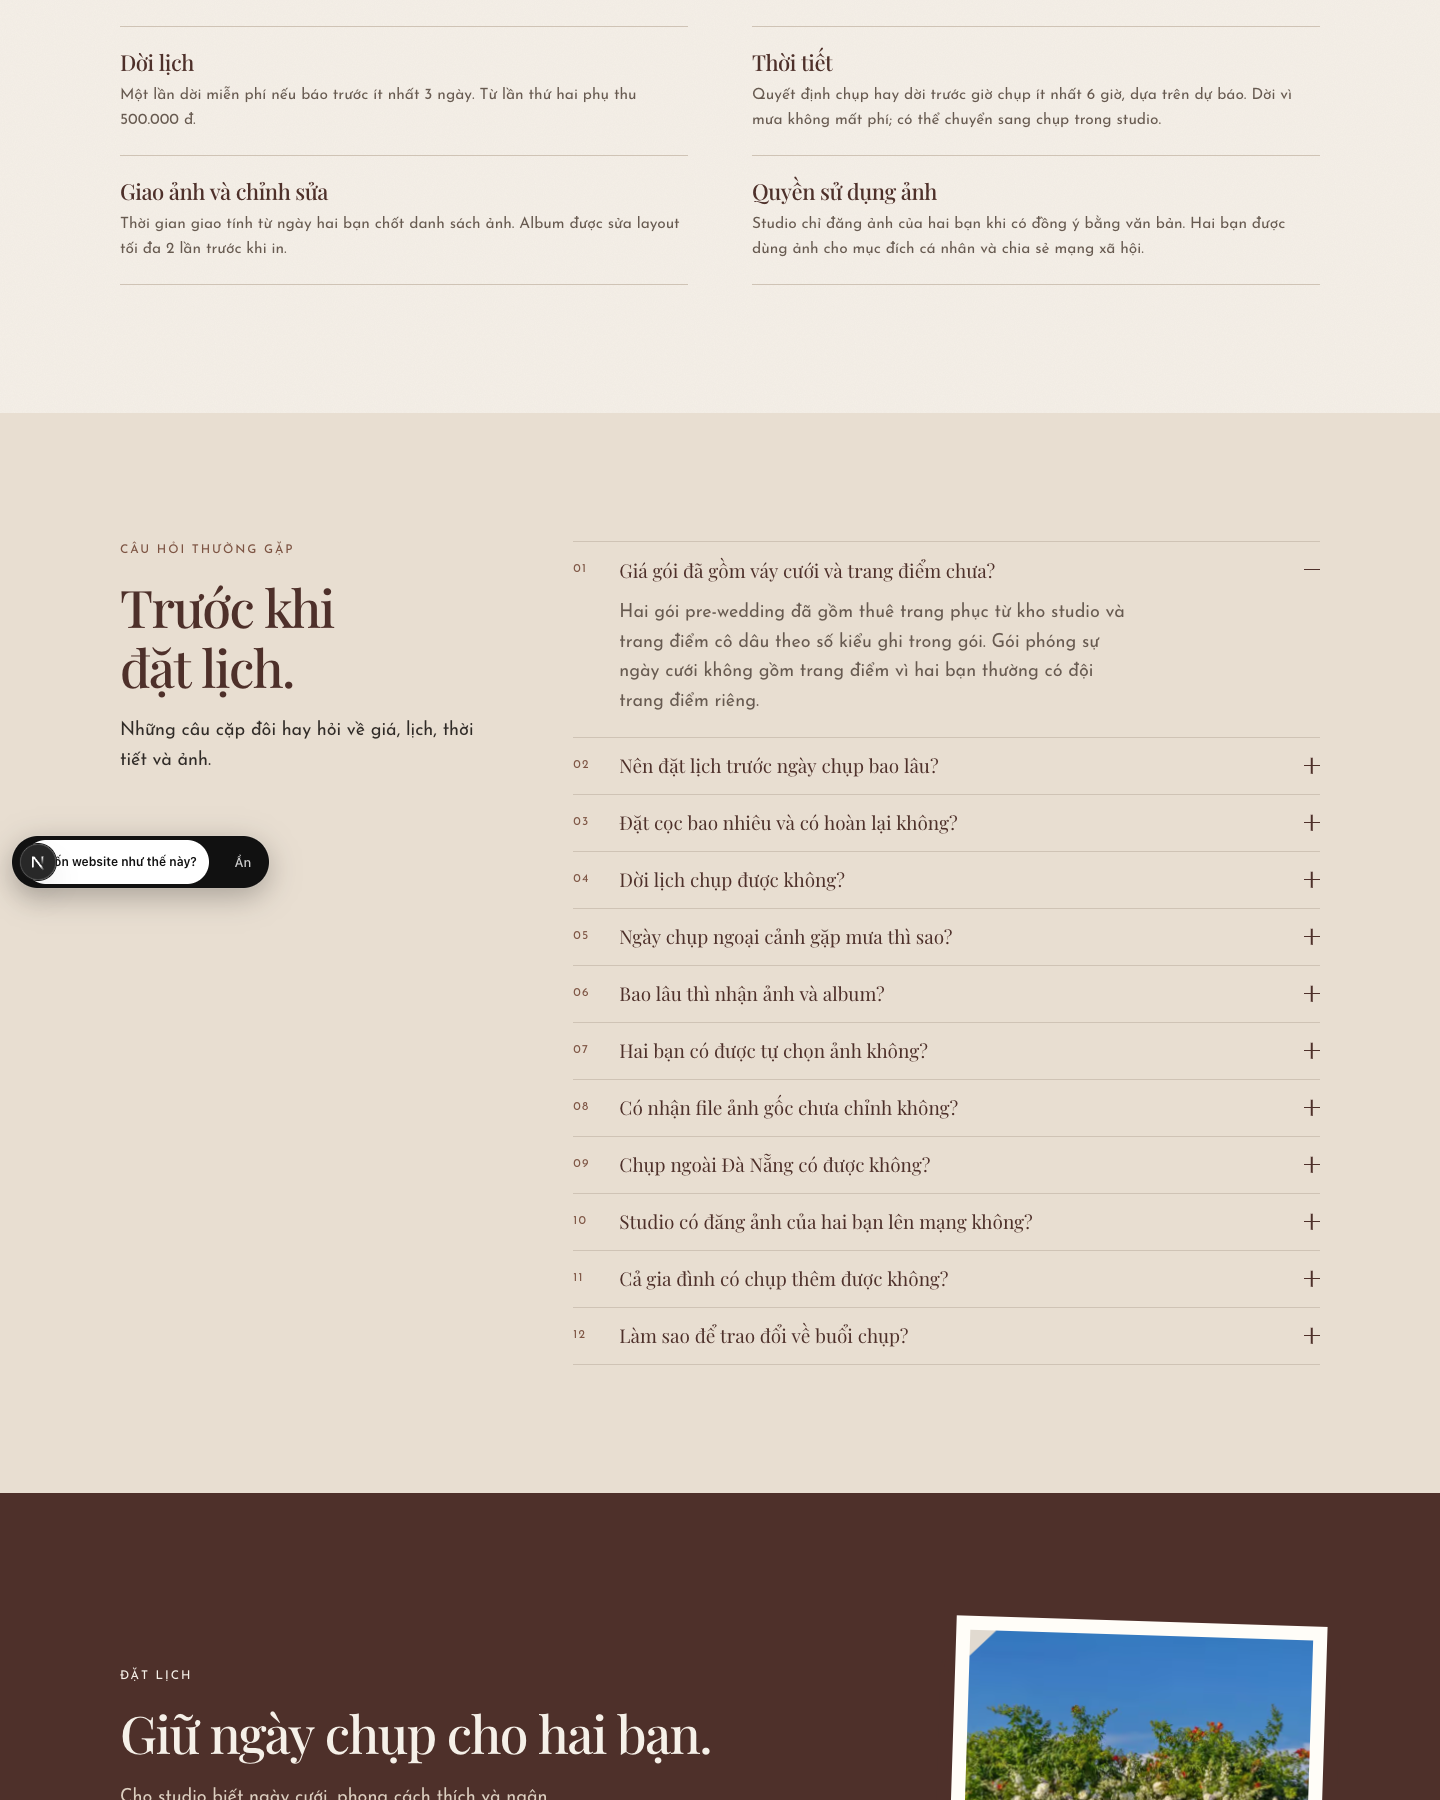 Dời lịch
Một lần dời miễn phí nếu báo trước ít nhất 3 ngày. Từ lần thứ hai phụ thu
500.000 đ.
Thời tiết
Quyết định chụp hay dời trước giờ chụp ít nhất 6 giờ, dựa trên dự báo. Dời vì
mưa không mất phí; có thể chuyển sang chụp trong studio.
Giao ảnh và chỉnh sửa
Thời gian giao tính từ ngày hai bạn chốt danh sách ảnh. Album được sửa layout
tối đa 2 lần trước khi in.
Quyền sử dụng ảnh
Studio chỉ đăng ảnh của hai bạn khi có đồng ý bằng văn bản. Hai bạn được
dùng ảnh cho mục đích cá nhân và chia sẻ mạng xã hội.
CÂU HỎI THƯỜNG GẶP
Trước khi
đặt lịch.
Những câu cặp đôi hay hỏi về giá, lịch, thời
tiết và ảnh.
N
website như thế này?
Ẩn
01 Giá gói đã gồm váy cưới và trang điểm chưa?
Hai gói pre-wedding đã gồm thuê trang phục từ kho studio và
trang điểm cô dâu theo số kiểu ghi trong gói. Gói phóng sự
ngày cưới không gồm trang điểm vì hai bạn thường có đội
trang điểm riêng.
02 Nên đặt lịch trước ngày chụp bao lâu?
03 Đặt cọc bao nhiêu và có hoàn lại không?
04 Dời lịch chụp được không?
05 Ngày chụp ngoại cảnh gặp mưa thì sao?
06 Bao lâu thì nhận ảnh và album?
07 Hai bạn có được tự chọn ảnh không?
08 Có nhận file ảnh gốc chưa chỉnh không?
09 Chụp ngoài Đà Nẵng có được không?
10 Studio có đăng ảnh của hai bạn lên mạng không?
11 Cả gia đình có chụp thêm được không?
12 Làm sao để trao đổi về buổi chụp?
ĐẶT LỊCH
Giữ ngày chụp cho hai bạn.
Cho studio biết ngày cưới, phong cách thích và ngân